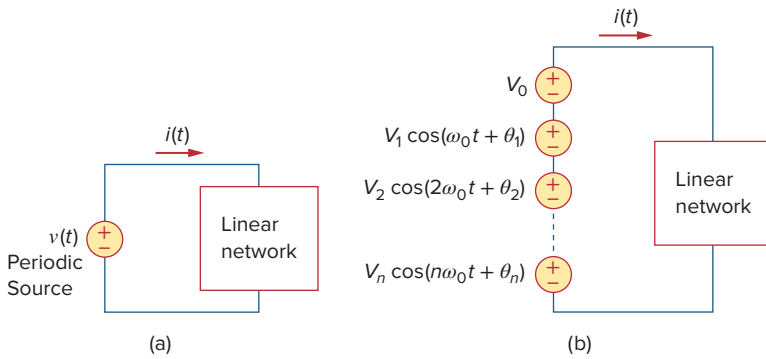 i(t)
v(t)
Periodic
Source
+
−
Linear
network
(a)
i(t)
V₀
+
−
V₁ cos(ω₀t + θ₁)
+
−
V₂ cos(2ω₀t + θ₂)
+
−
Vₙ cos(nω₀t + θₙ)
+
−
Linear
network
(b)